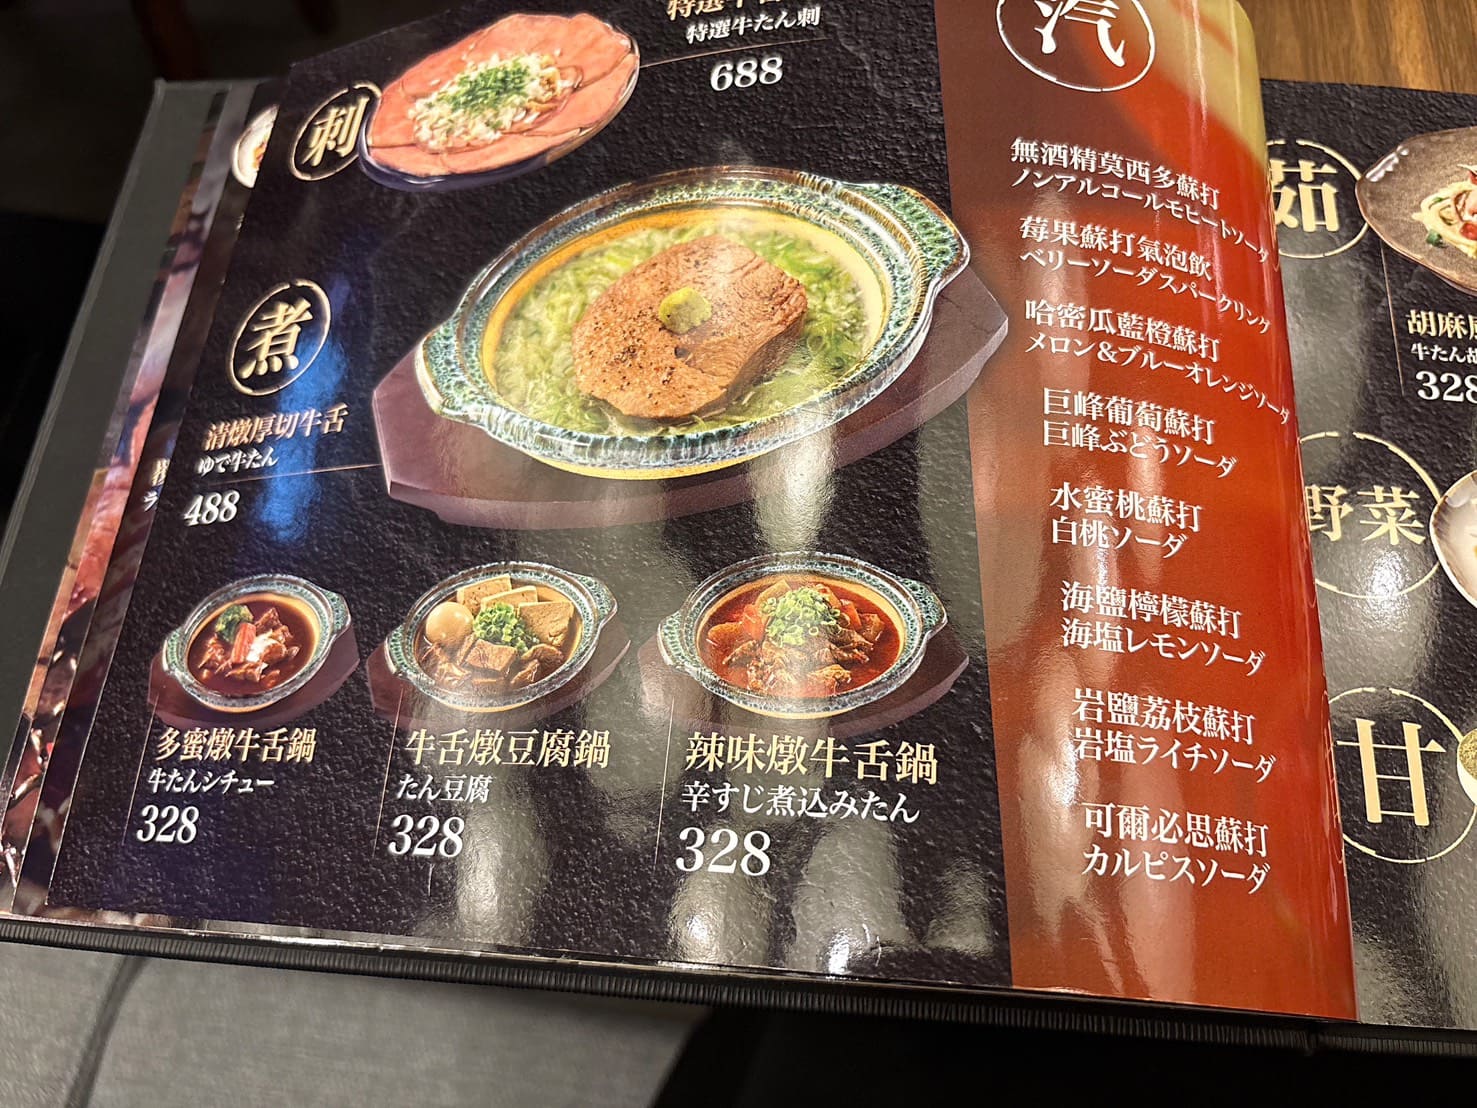 特選牛たん刺
688
刺
煮
清燉厚切牛舌
ゆで牛たん
488
多蜜燉牛舌鍋
牛たんシチュー
328
牛舌燉豆腐鍋
たん豆腐
328
辣味燉牛舌鍋
辛すじ煮込みたん
328
汽
無酒精莫西多蘇打
ノンアルコールモヒートソーダ
莓果蘇打氣泡飲
ベリーソーダスパークリング
哈密瓜藍橙蘇打
メロン&ブルーオレンジソーダ
巨峰葡萄蘇打
巨峰ぶどうソーダ
水蜜桃蘇打
白桃ソーダ
海鹽檸檬蘇打
海塩レモンソーダ
岩鹽荔枝蘇打
岩塩ライチソーダ
可爾必思蘇打
カルピスソーダ
茹
胡麻
牛たん
328
野菜
甘